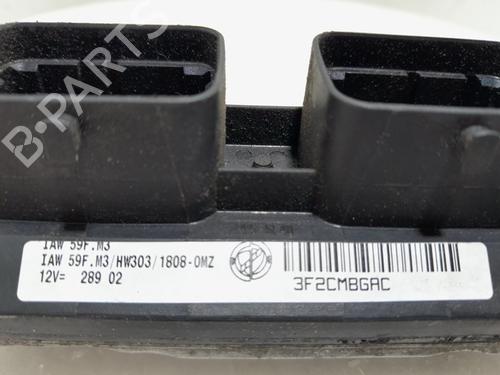 B-PARTS
IAW 59F.M3
IAW 59F.M3/HW303/1808-0MZ
12V= 289 02
3F2CMBGAC